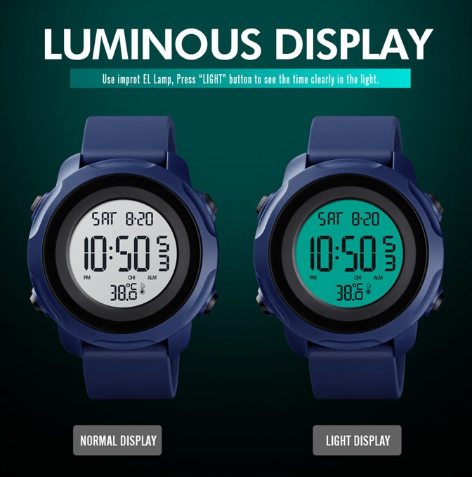 LUMINOUS DISPLAY
Use improt EL Lamp, Press "LIGHT" button to see the time clearly in the light.
SAT 8-20
10:50 53
PM CHI ALM
38.0 °C
SAT 8-20
10:50 53
PM CHI ALM
38.0 °C
NORMAL DISPLAY
LIGHT DISPLAY